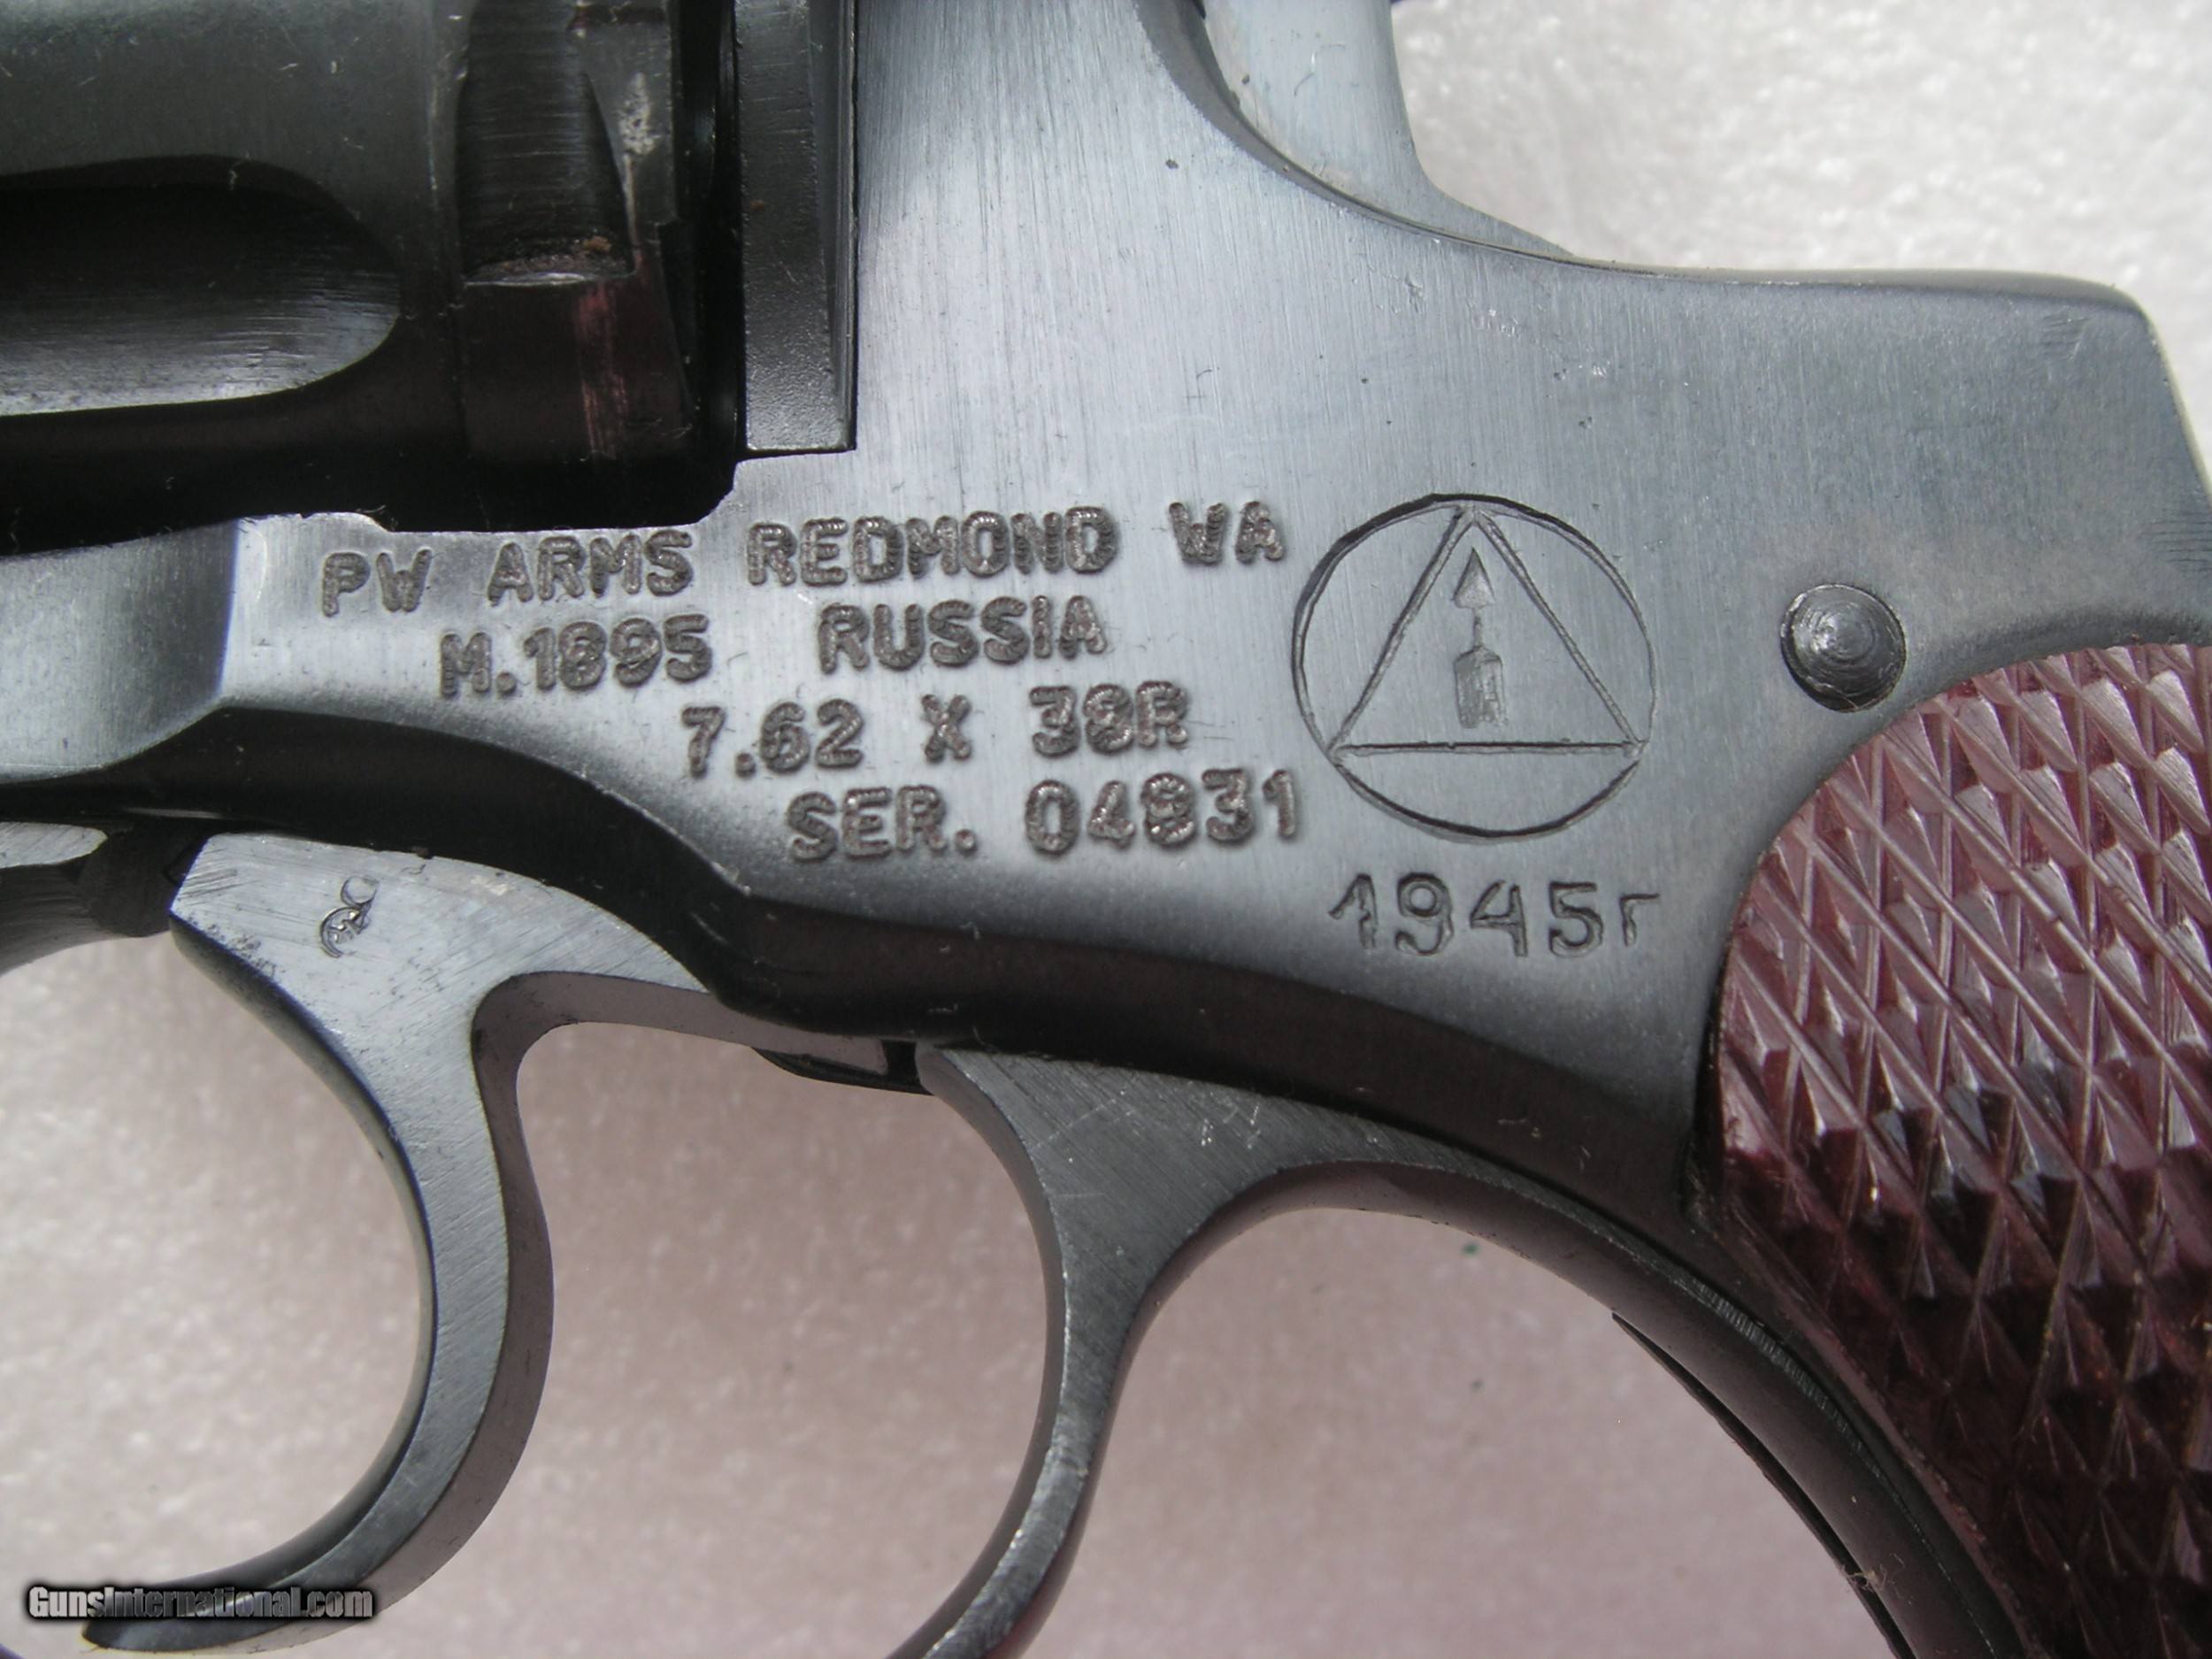 PW ARMS REDMOND WA
M.1895 RUSSIA
7.62 X 38R
SER. 04831
1945г
GunsInternational.com